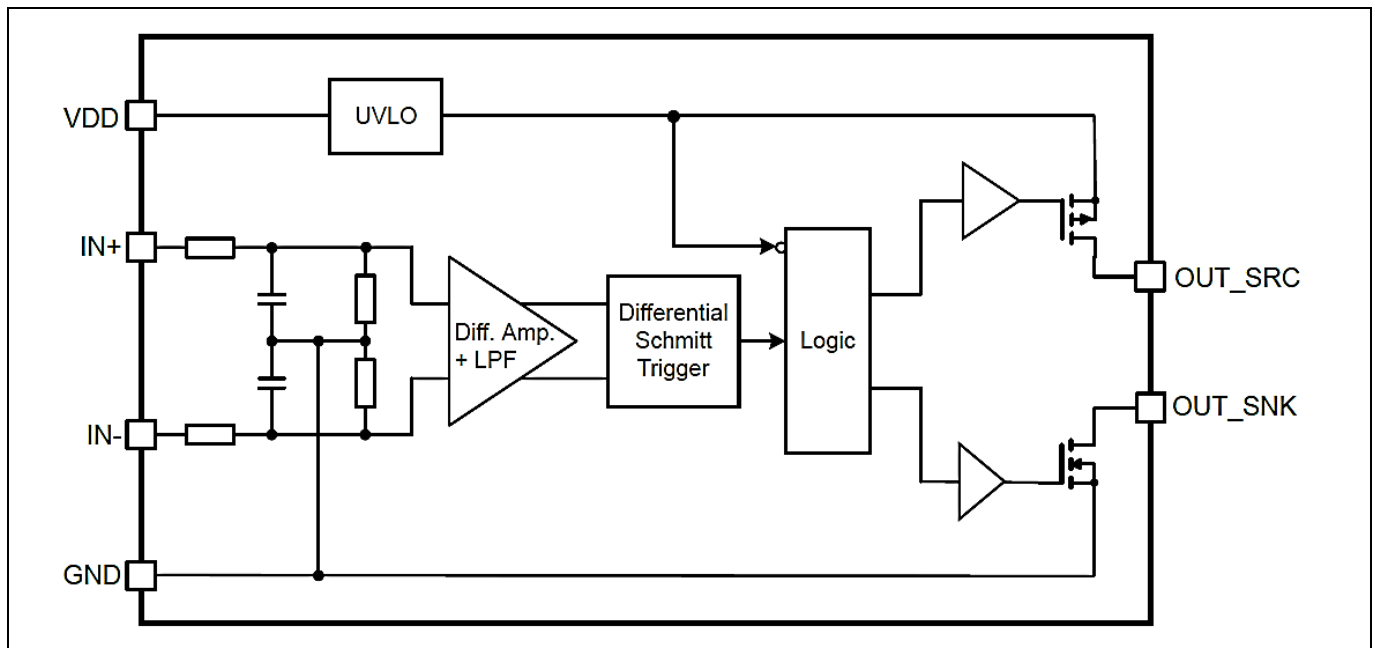 VDD
UVLO
IN+
OUT_SRC
Diff. Amp.
+ LPF
Differential
Schmitt
Trigger
Logic
OUT_SNK
IN-
GND